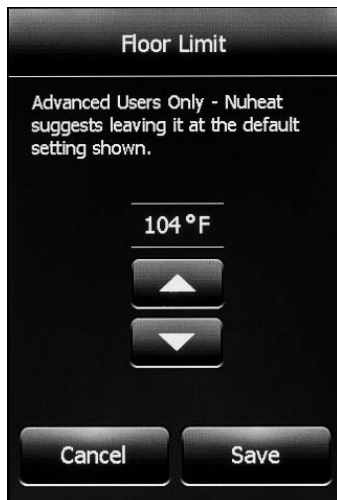 Floor Limit
Advanced Users Only - Nuheat
suggests leaving it at the default
setting shown.
104°F
Cancel
Save